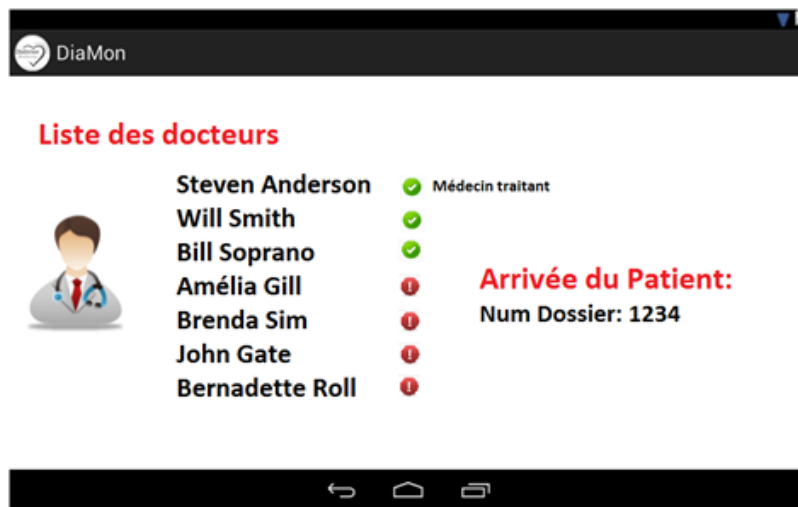 DiaMon
Liste des docteurs
Steven Anderson Médecin traitant
Will Smith
Bill Soprano
Amélia Gill
Brenda Sim
John Gate
Bernadette Roll
Arrivée du Patient:
Num Dossier: 1234